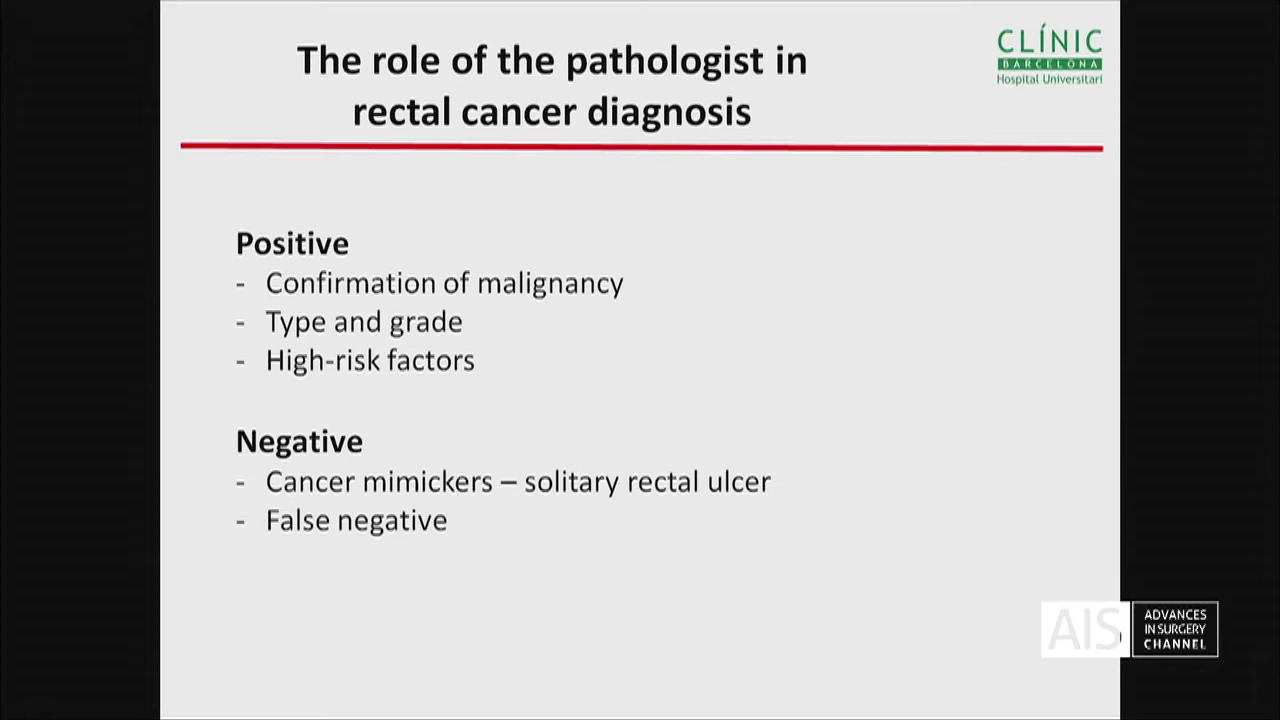 The role of the pathologist in
rectal cancer diagnosis
CLÍNIC
BARCELONA
Hospital Universitari
Positive
- Confirmation of malignancy
- Type and grade
- High-risk factors
Negative
- Cancer mimickers – solitary rectal ulcer
- False negative
AIS
ADVANCES
IN SURGERY
CHANNEL